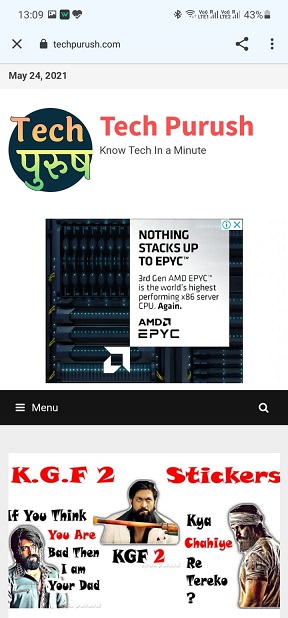 13:09
43%
techpurush.com
May 24, 2021
Tech
पुरुष
Tech Purush
Know Tech In a Minute
NOTHING
STACKS UP
TO EPYC™
3rd Gen AMD EPYC™
is the world's highest
performing x86 server
CPU. Again.
AMD
EPYC
Menu
K.G.F 2 Stickers
If You Think
You Are
Bad Then
I am
Your Dad
KGF 2
Kya
Chahiye
Re
Tereko
?